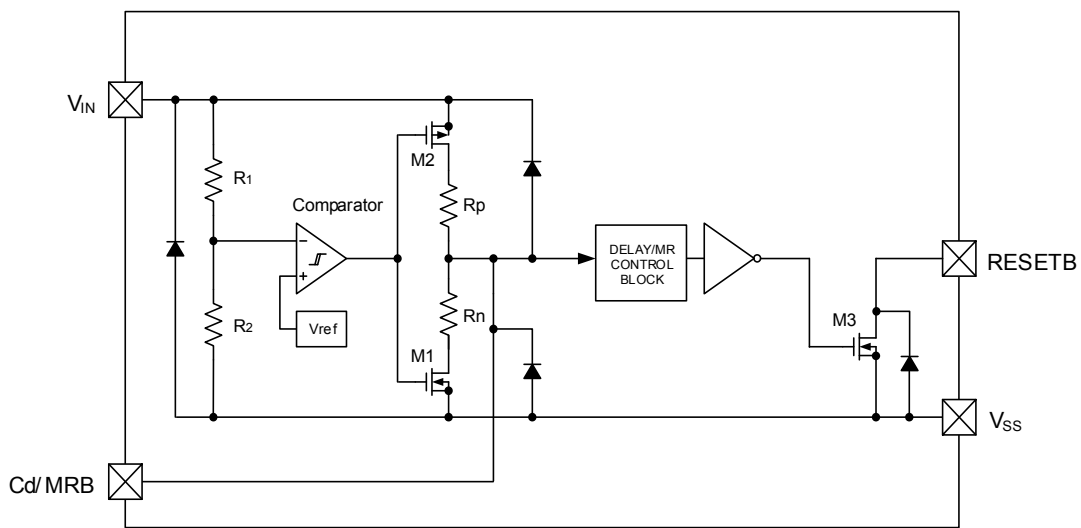 VIN
M2
R1
Comparator
Rp
−
+
Vref
R2
Rn
M1
DELAY/MR
CONTROL
BLOCK
RESETB
M3
VSS
Cd/MRB